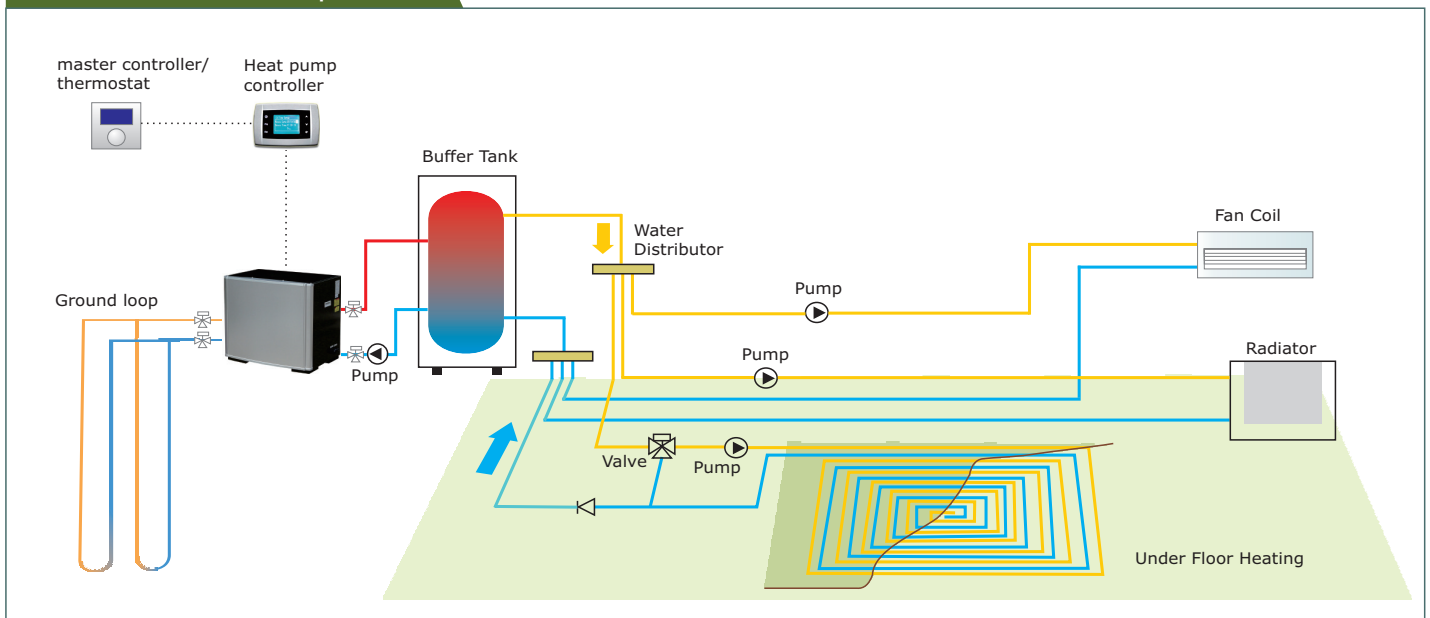 master controller/
thermostat
Heat pump
controller
Buffer Tank
Water
Distributor
Fan Coil
Ground loop
Pump
Pump
Pump
Radiator
Valve
Pump
Under Floor Heating